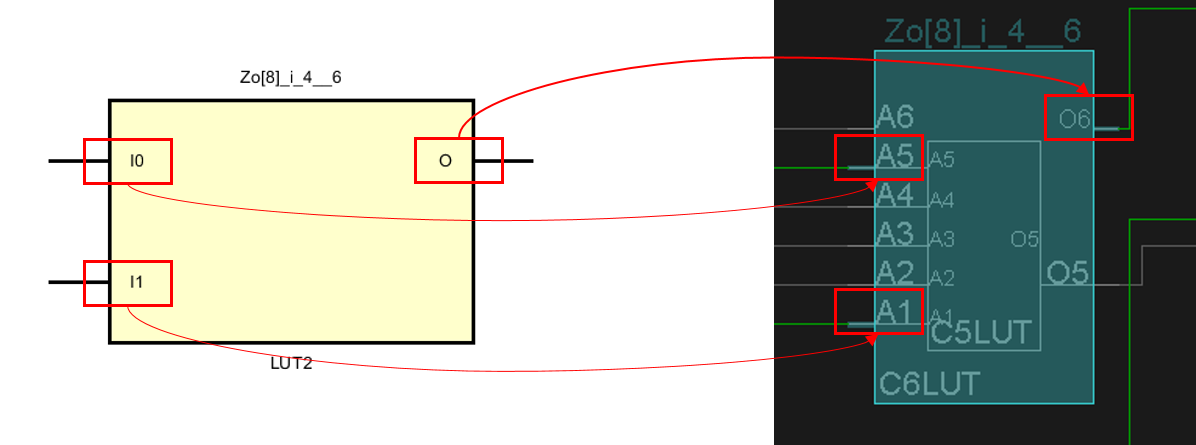 Zo[8]_i_4__6
I0
O
I1
LUT2
Zo[8]_i_4__6
A6
O6
A5
A5
A4
A4
A3
A3
O5
A2
A2
O5
A1
A1
C5LUT
C6LUT